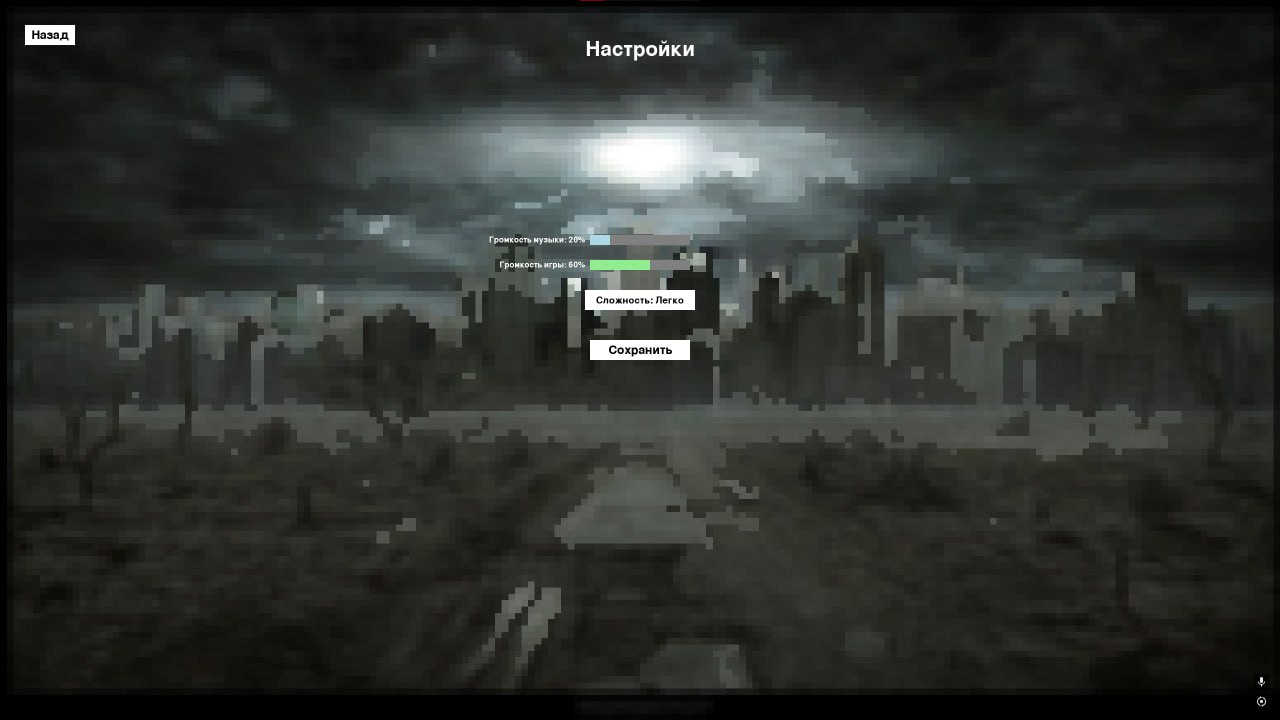 Назад
Настройки
Громкость музыки: 20%
Громкость игры: 60%
Сложность: Легко
Сохранить